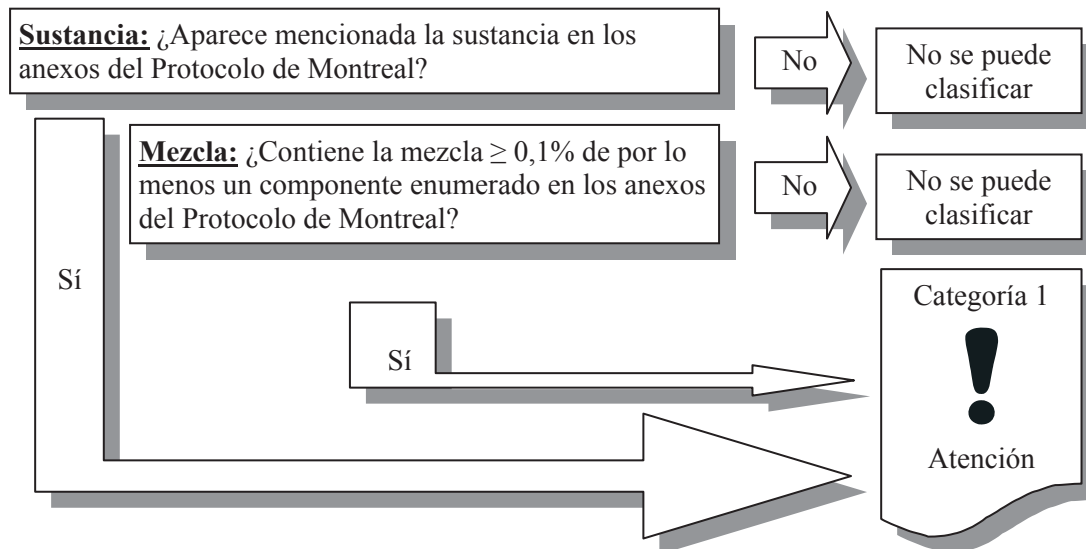 Sustancia: ¿Aparece mencionada la sustancia en los
anexos del Protocolo de Montreal?
No
No se puede
clasificar
Mezcla: ¿Contiene la mezcla ≥ 0,1% de por lo
menos un componente enumerado en los anexos
del Protocolo de Montreal?
No
No se puede
clasificar
Sí
Sí
Categoría 1
!
Atención